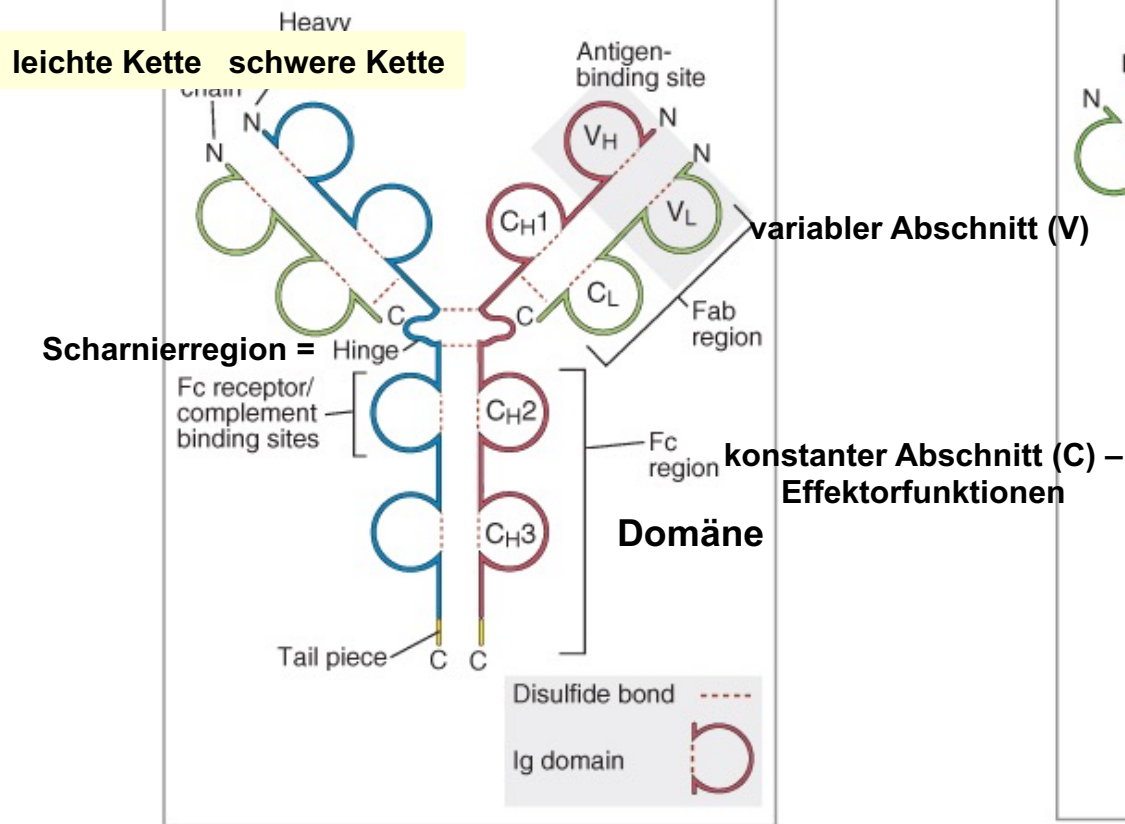 Heavy
leichte Kette schwere Kette
chain
N
N
Antigen-
binding site
N
N
VH
VL
CH1
CL
variabler Abschnitt (V)
Fab
region
C
C
Scharnierregion =
Hinge
Fc receptor/
complement
binding sites
CH2
Fc
region
konstanter Abschnitt (C) –
Effektorfunktionen
CH3
Domäne
Tail piece
C
C
Disulfide bond
Ig domain
N